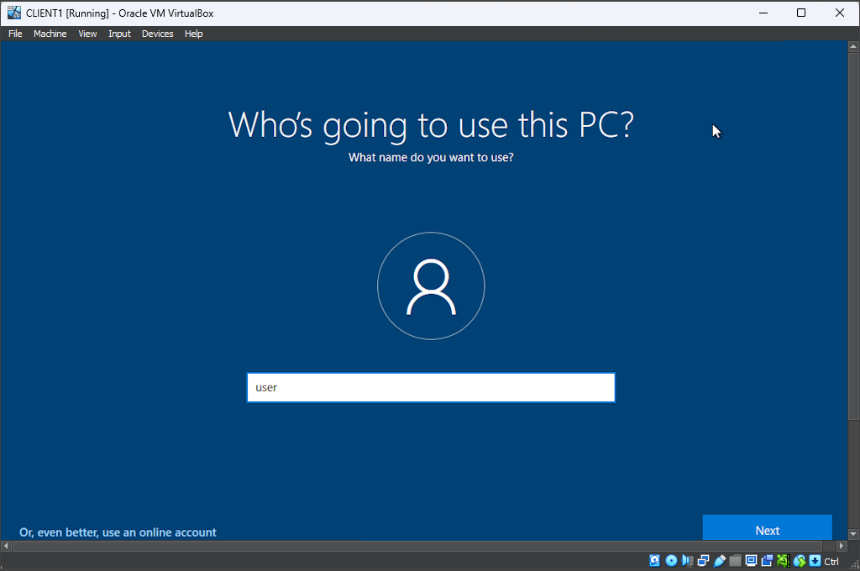 CLIENT1 [Running] - Oracle VM VirtualBox
File Machine View Input Devices Help
Who's going to use this PC?
What name do you want to use?
user
Or, even better, use an online account
Next
Ctrl